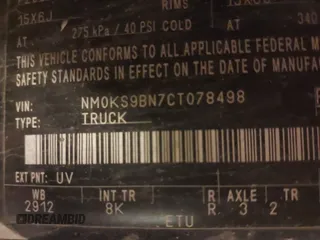 15X6J RIMS
275 kPa / 40 PSI COLD 340
THIS VEHICLE CONFORMS TO ALL APPLICABLE FEDERAL
SAFETY STANDARDS IN EFFECT ON THE DATE OF MANUFA
VIN: NM0KS9BN7CT078498
TYPE: TRUCK
EXT PNT: UV
WB INT TR R AXLE TR
2912 8K R 3 2
ETU
DREAMBID